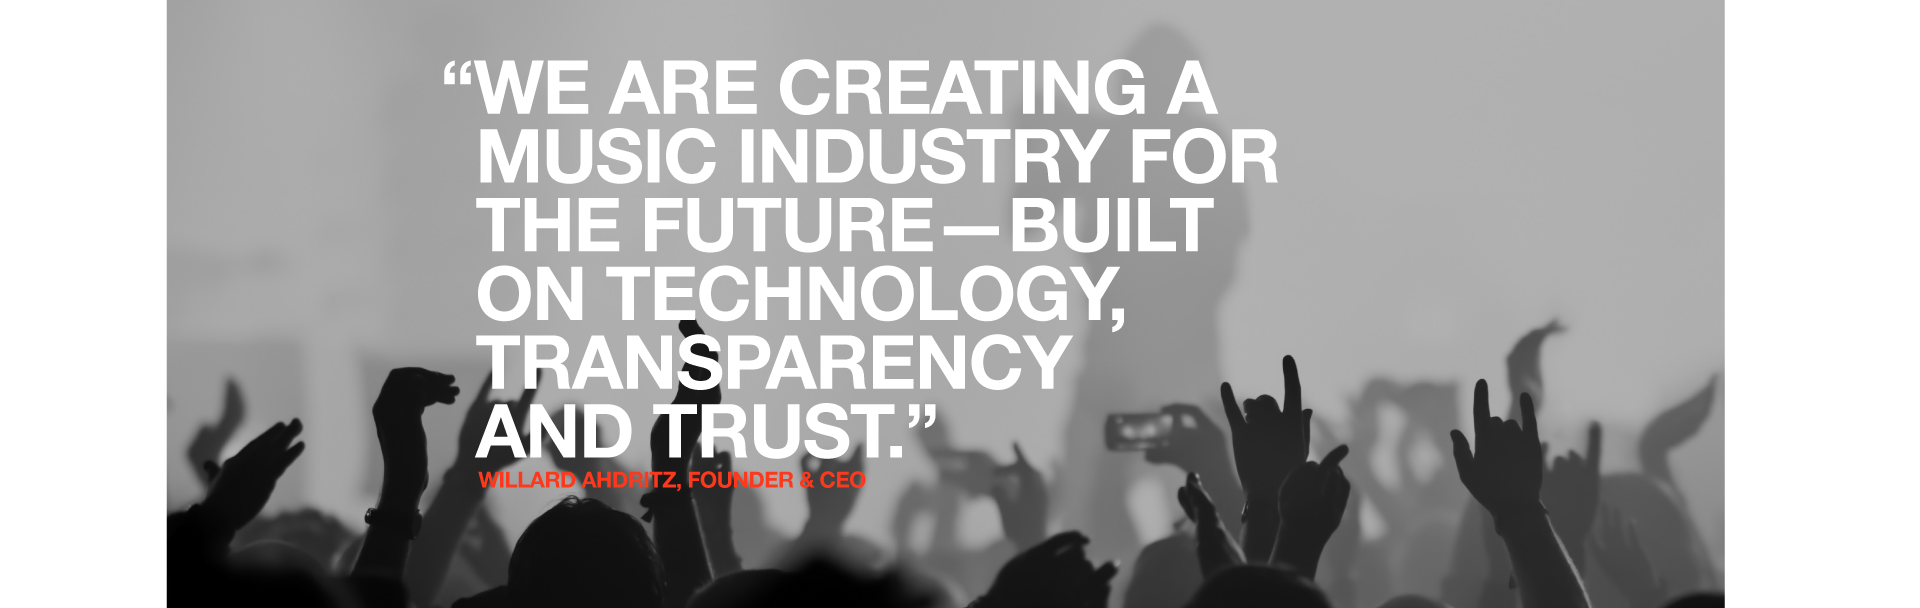 “WE ARE CREATING A
MUSIC INDUSTRY FOR
THE FUTURE—BUILT
ON TECHNOLOGY,
TRANSPARENCY
AND TRUST.”
WILLARD AHDRITZ, FOUNDER & CEO